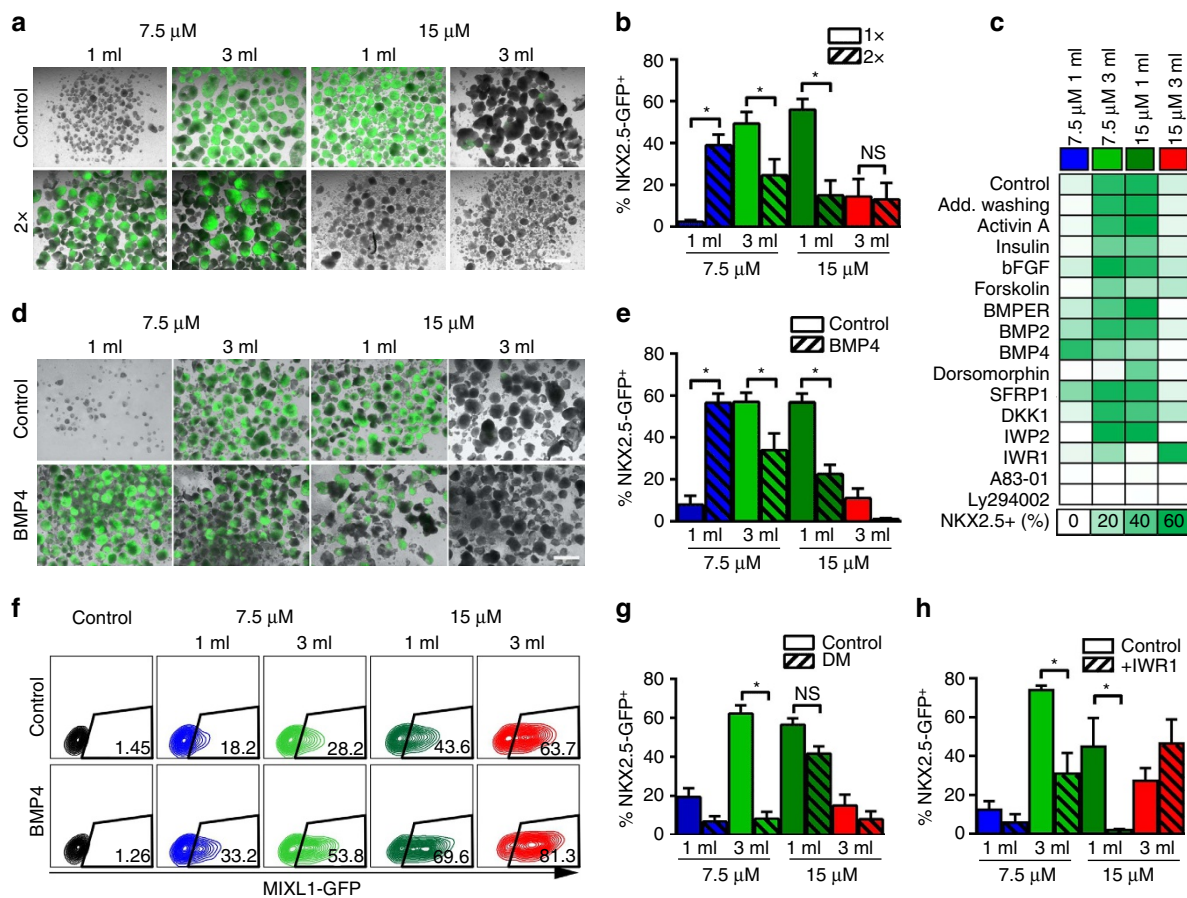 a
7.5 µM
15 µM
1 ml
3 ml
1 ml
3 ml
Control
2×
b
1×
2×
% NKX2.5-GFP+
80
60
40
20
0
*
*
*
NS
1 ml
3 ml
1 ml
3 ml
7.5 µM
15 µM
c
7.5 µM 1 ml
7.5 µM 3 ml
15 µM 1 ml
15 µM 3 ml
Control
Add. washing
Activin A
Insulin
bFGF
Forskolin
BMPER
BMP2
BMP4
Dorsomorphin
SFRP1
DKK1
IWP2
IWR1
A83-01
Ly294002
NKX2.5+ (%) 0 20 40 60
d
7.5 µM
15 µM
1 ml
3 ml
1 ml
3 ml
Control
BMP4
e
Control
BMP4
% NKX2.5-GFP+
80
60
40
20
0
*
*
*
1 ml
3 ml
1 ml
3 ml
7.5 µM
15 µM
f
Control
7.5 µM
15 µM
1 ml
3 ml
1 ml
3 ml
Control
1.45
18.2
28.2
43.6
63.7
BMP4
1.26
33.2
53.8
69.6
81.3
MIXL1-GFP
g
Control
DM
% NKX2.5-GFP+
80
60
40
20
0
*
NS
1 ml
3 ml
1 ml
3 ml
7.5 µM
15 µM
h
Control
+IWR1
% NKX2.5-GFP+
80
60
40
20
0
*
*
1 ml
3 ml
1 ml
3 ml
7.5 µM
15 µM